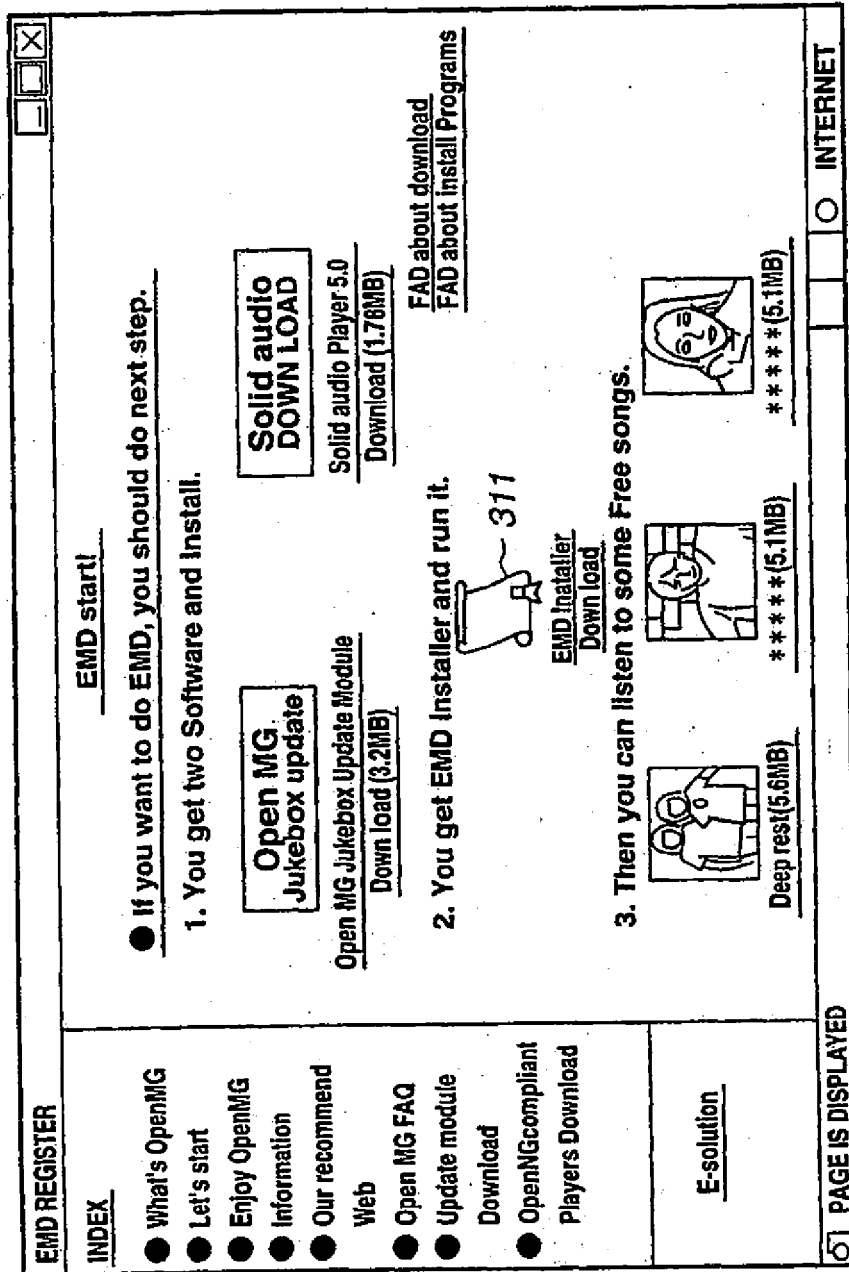 EMD REGISTER
INDEX
● What's OpenMG
● Let's start
● Enjoy OpenMG
● Information
● Our recommend
Web
● Open MG FAQ
● Update module
Download
● OpenNGcompliant
Players Download
E-solution
EMD start!
● If you want to do EMD, you should do next step.
1. You get two Software and Install.
Open MG
Jukebox update
Open MG Jukebox Update Module
Down load (3.2MB)
Solid audio
DOWN LOAD
Solid audio Player 5.0
Download (1.78MB)
2. You get EMD Installer and run it.
311
EMD Inataller
Down load
FAD about download
FAD about install Programs
3. Then you can listen to some Free songs.
Deep rest(5.6MB)
*****(5.1MB)
*****(5.1MB)
PAGE IS DISPLAYED
INTERNET